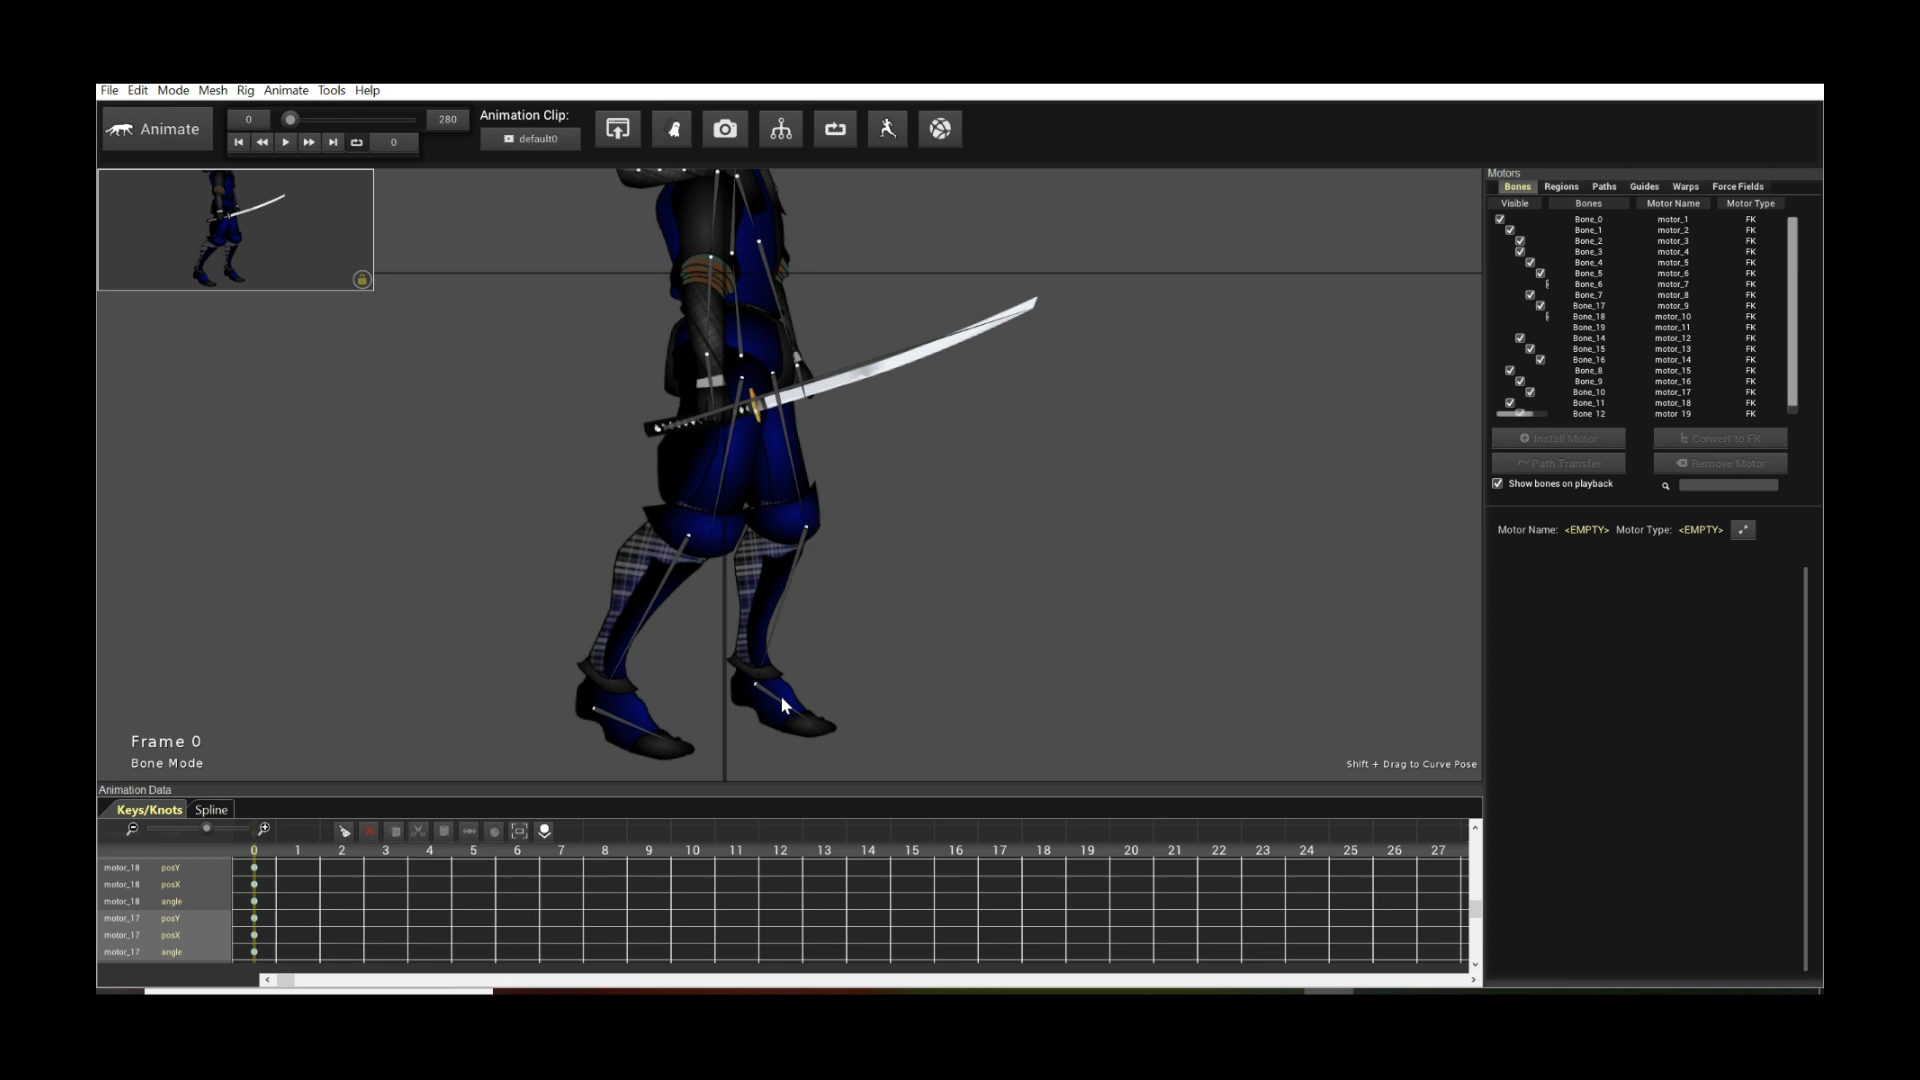 File Edit Mode Mesh Rig Animate Tools Help
Animate
0
280
0
Animation Clip:
default0
Motors
Bones Regions Paths Guides Warps Force Fields
Visible Bones Motor Name Motor Type
Bone_0 motor_1 FK
Bone_1 motor_2 FK
Bone_2 motor_3 FK
Bone_3 motor_4 FK
Bone_4 motor_5 FK
Bone_5 motor_6 FK
Bone_6 motor_7 FK
Bone_7 motor_8 FK
Bone_17 motor_9 FK
Bone_18 motor_10 FK
Bone_19 motor_11 FK
Bone_14 motor_12 FK
Bone_15 motor_13 FK
Bone_16 motor_14 FK
Bone_8 motor_15 FK
Bone_9 motor_16 FK
Bone_10 motor_17 FK
Bone_11 motor_18 FK
Bone_12 motor_19 FK
Install Motor Convert to FK
Path Transfer Remove Motor
Show bones on playback
Motor Name: <EMPTY> Motor Type: <EMPTY>
Frame 0
Bone Mode
Shift + Drag to Curve Pose
Animation Data
Keys/Knots Spline
0 1 2 3 4 5 6 7 8 9 10 11 12 13 14 15 16 17 18 19 20 21 22 23 24 25 26 27
motor_18 posY
motor_18 posX
motor_18 angle
motor_17 posY
motor_17 posX
motor_17 angle